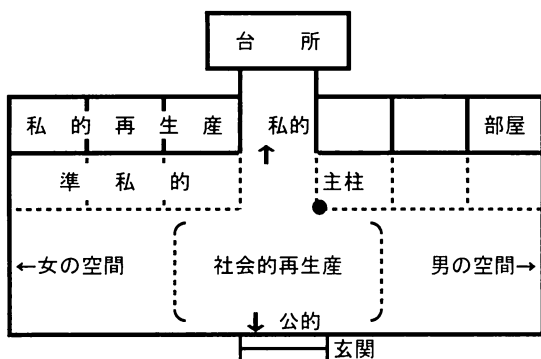 台 所
私 的 再 生 産 私的 部屋
↑
準 私 的 主柱
←女の空間 社会的再生産 男の空間→
↓ 公的
玄関